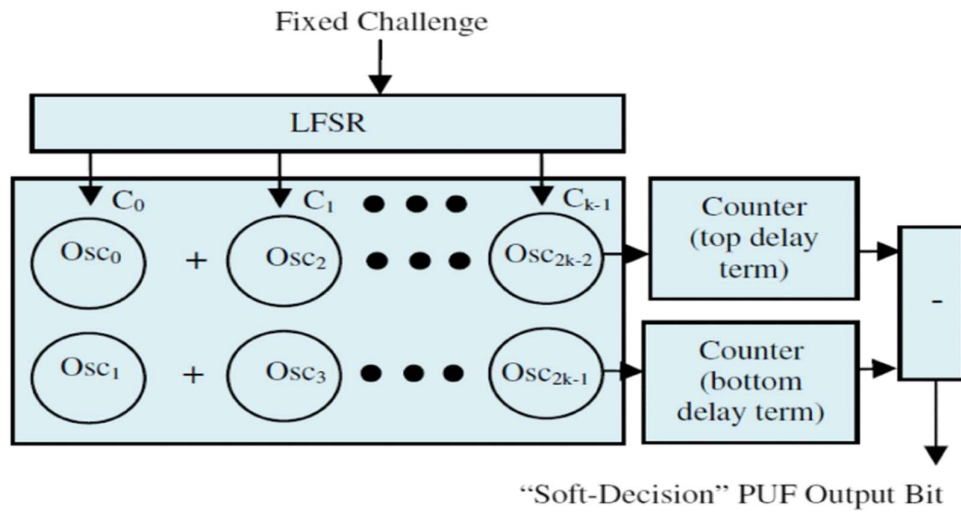 Fixed Challenge
LFSR
C₀ C₁ Cₖ₋₁
Osc₀ + Osc₂ Osc₂ₖ₋₂
Counter
(top delay
term)
-
Osc₁ + Osc₃ Osc₂ₖ₋₁
Counter
(bottom
delay term)
“Soft-Decision” PUF Output Bit